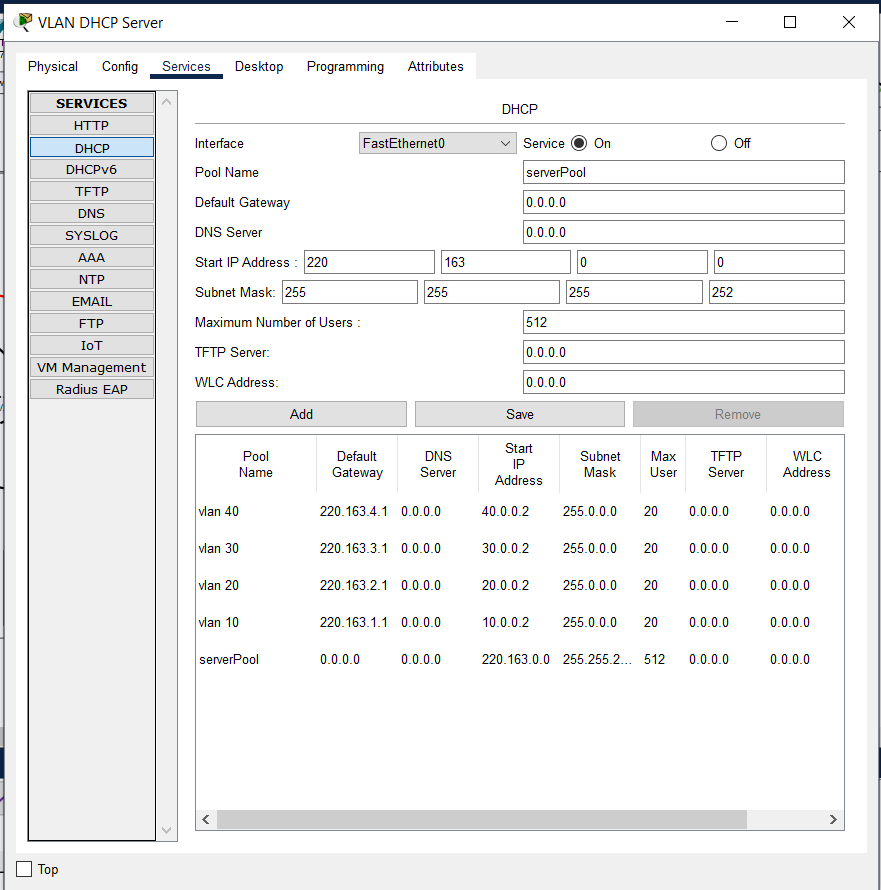 VLAN DHCP Server
Physical Config Services Desktop Programming Attributes
SERVICES
HTTP
DHCP
DHCPv6
TFTP
DNS
SYSLOG
AAA
NTP
EMAIL
FTP
IoT
VM Management
Radius EAP
DHCP
Interface FastEthernet0 Service On Off
Pool Name serverPool
Default Gateway 0.0.0.0
DNS Server 0.0.0.0
Start IP Address : 220 163 0 0
Subnet Mask: 255 255 255 252
Maximum Number of Users : 512
TFTP Server: 0.0.0.0
WLC Address: 0.0.0.0
Add Save Remove
Pool Name Default Gateway DNS Server Start IP Address Subnet Mask Max User TFTP Server WLC Address
vlan 40 220.163.4.1 0.0.0.0 40.0.0.2 255.0.0.0 20 0.0.0.0 0.0.0.0
vlan 30 220.163.3.1 0.0.0.0 30.0.0.2 255.0.0.0 20 0.0.0.0 0.0.0.0
vlan 20 220.163.2.1 0.0.0.0 20.0.0.2 255.0.0.0 20 0.0.0.0 0.0.0.0
vlan 10 220.163.1.1 0.0.0.0 10.0.0.2 255.0.0.0 20 0.0.0.0 0.0.0.0
serverPool 0.0.0.0 0.0.0.0 220.163.0.0 255.255.2... 512 0.0.0.0 0.0.0.0
Top